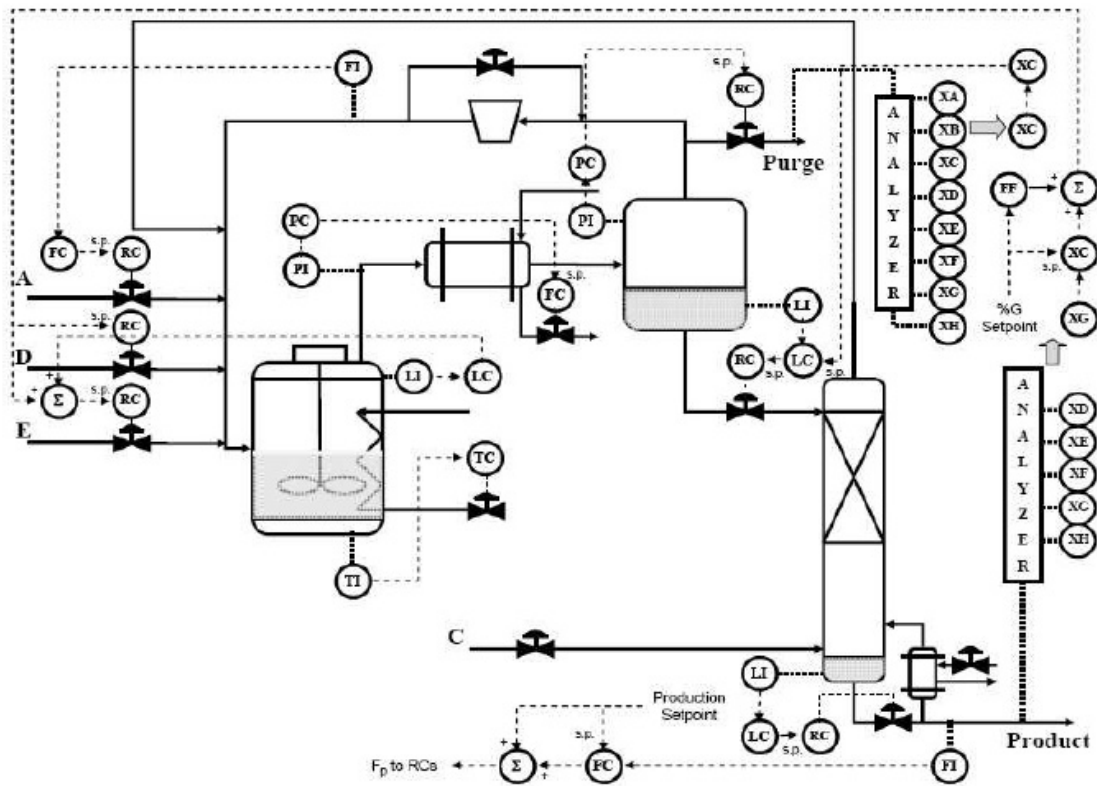 FI
s.p.
RC
XC
XA
A N A L Y Z E R
XB
XC
XC
PC
Purge
XD
FF
+
Σ
+
PC
PI
XE
s.p.
FC
RC
PI
s.p.
FC
XF
s.p.
XC
A
XG
LI
%G
Setpoint
XG
s.p.
RC
XH
D
RC
s.p.
LC
s.p.
LI
LC
+
Σ
+
s.p.
RC
A N A L Y Z E R
XD
E
XE
TC
XF
XG
XH
TI
C
LI
Production
Setpoint
s.p.
LC
s.p.
RC
Product
+
Fp to RCs
Σ
+
FC
FI